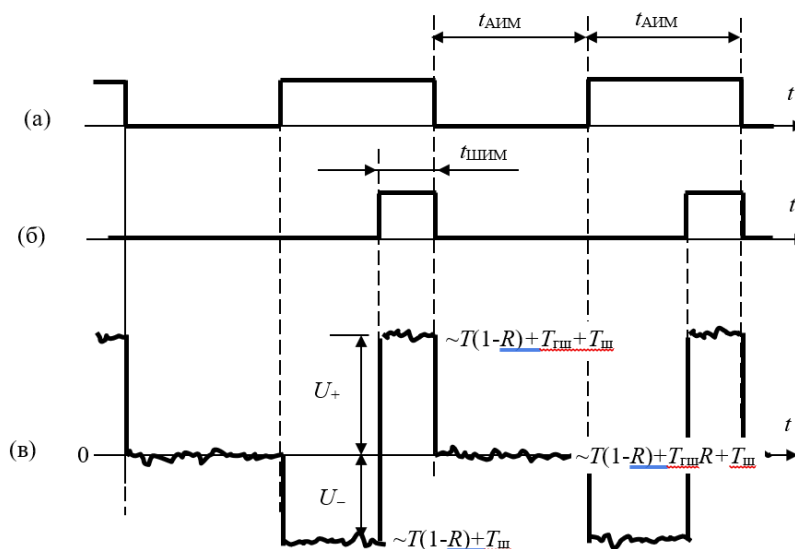 tАИМ tАИМ
t
(а)
tШИМ
t
(б)
~T(1-R)+Tгш+Tш
U+
t
(в) 0
~T(1-R)+TгшR+Tш
U−
~T(1-R)+Tш